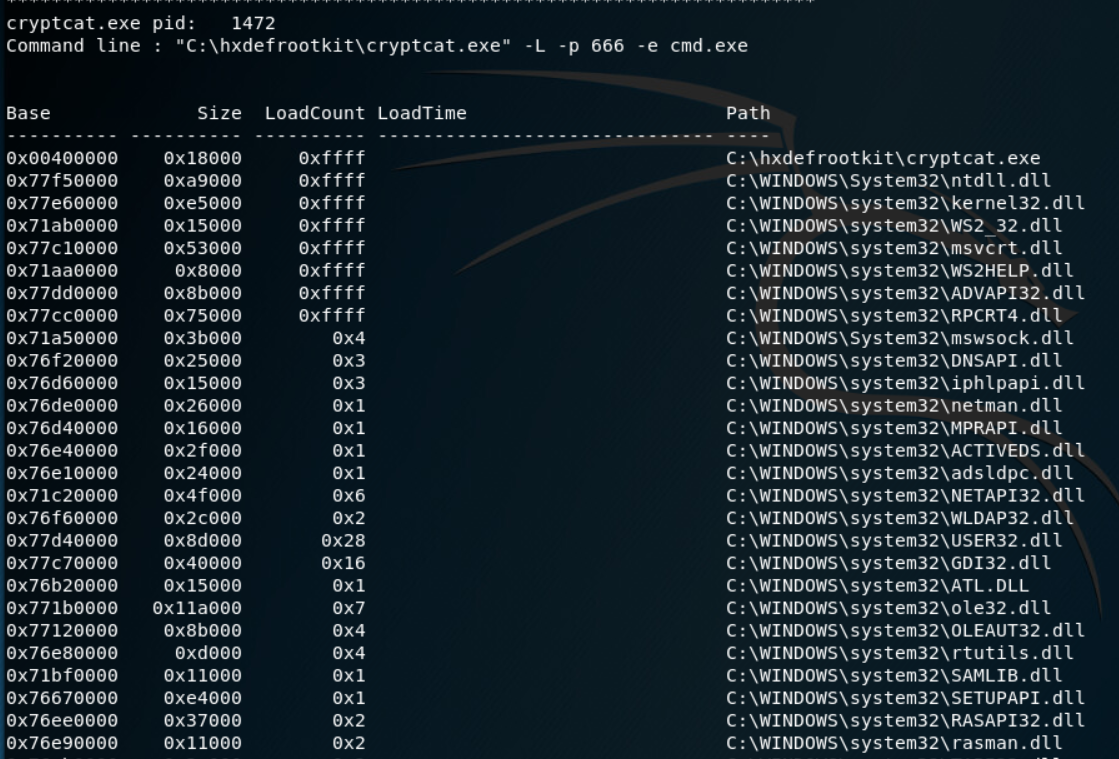 **************************************************************************
cryptcat.exe pid:   1472
Command line : "C:\hxdefrootkit\cryptcat.exe" -L -p 666 -e cmd.exe
Base             Size  LoadCount LoadTime                       Path
---------- ---------- ---------- ------------------------------ ----
0x00400000    0x18000     0xffff                                C:\hxdefrootkit\cryptcat.exe
0x77f50000    0xa9000     0xffff                                C:\WINDOWS\System32\ntdll.dll
0x77e60000    0xe5000     0xffff                                C:\WINDOWS\system32\kernel32.dll
0x71ab0000    0x15000     0xffff                                C:\WINDOWS\system32\WS2_32.dll
0x77c10000    0x53000     0xffff                                C:\WINDOWS\system32\msvcrt.dll
0x71aa0000     0x8000     0xffff                                C:\WINDOWS\system32\WS2HELP.dll
0x77dd0000    0x8b000     0xffff                                C:\WINDOWS\system32\ADVAPI32.dll
0x77cc0000    0x75000     0xffff                                C:\WINDOWS\system32\RPCRT4.dll
0x71a50000    0x3b000        0x4                                C:\WINDOWS\System32\mswsock.dll
0x76f20000    0x25000        0x3                                C:\WINDOWS\system32\DNSAPI.dll
0x76d60000    0x15000        0x3                                C:\WINDOWS\system32\iphlpapi.dll
0x76de0000    0x26000        0x1                                C:\WINDOWS\system32\netman.dll
0x76d40000    0x16000        0x1                                C:\WINDOWS\system32\MPRAPI.dll
0x76e40000    0x2f000        0x1                                C:\WINDOWS\system32\ACTIVEDS.dll
0x76e10000    0x24000        0x1                                C:\WINDOWS\system32\adsldpc.dll
0x71c20000    0x4f000        0x6                                C:\WINDOWS\system32\NETAPI32.dll
0x76f60000    0x2c000        0x2                                C:\WINDOWS\system32\WLDAP32.dll
0x77d40000    0x8d000       0x28                                C:\WINDOWS\system32\USER32.dll
0x77c70000    0x40000       0x16                                C:\WINDOWS\system32\GDI32.dll
0x76b20000    0x15000        0x1                                C:\WINDOWS\system32\ATL.DLL
0x771b0000   0x11a000        0x7                                C:\WINDOWS\system32\ole32.dll
0x77120000    0x8b000        0x4                                C:\WINDOWS\system32\OLEAUT32.dll
0x76e80000     0xd000        0x4                                C:\WINDOWS\system32\rtutils.dll
0x71bf0000    0x11000        0x1                                C:\WINDOWS\system32\SAMLIB.dll
0x76670000    0xe4000        0x1                                C:\WINDOWS\system32\SETUPAPI.dll
0x76ee0000    0x37000        0x2                                C:\WINDOWS\system32\RASAPI32.dll
0x76e90000    0x11000        0x2                                C:\WINDOWS\system32\rasman.dll